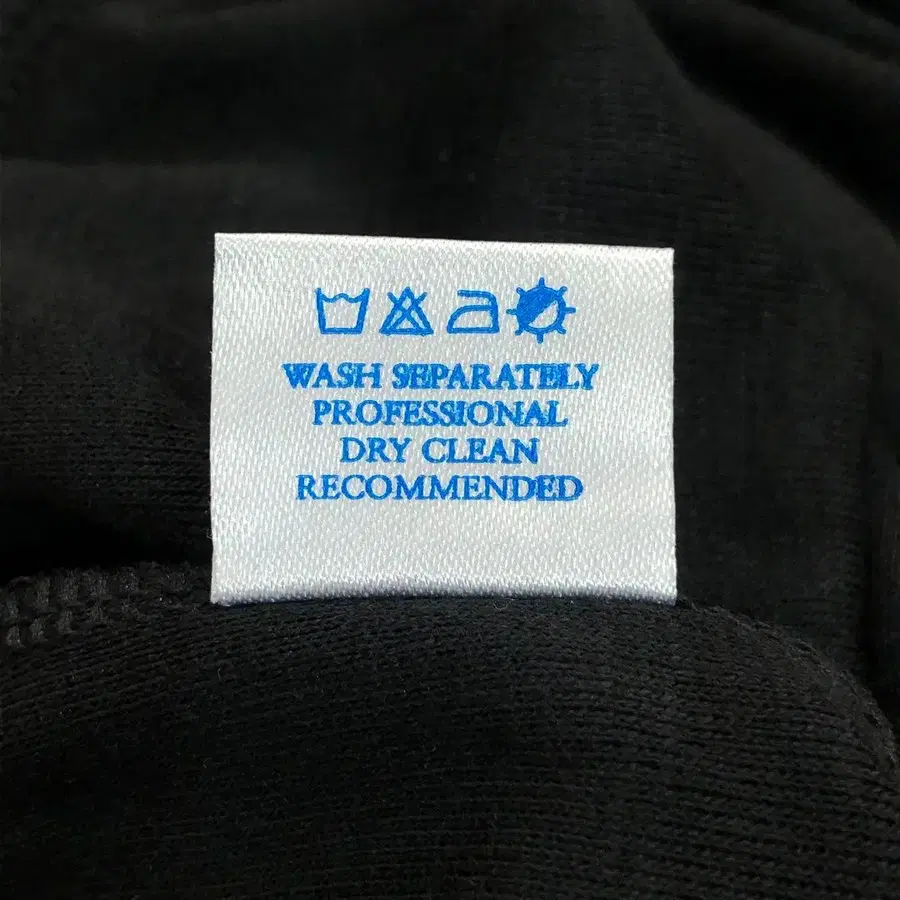 WASH SEPARATELY
PROFESSIONAL
DRY CLEAN
RECOMMENDED